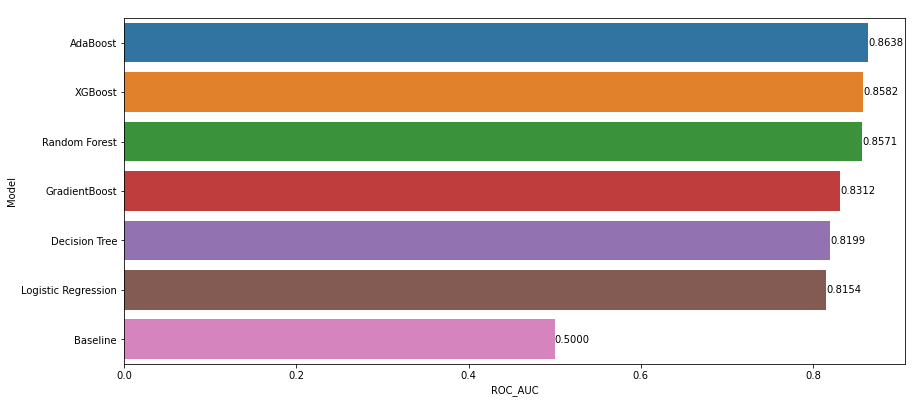 AdaBoost 0.8638
XGBoost 0.8582
Random Forest 0.8571
GradientBoost 0.8312
Decision Tree 0.8199
Logistic Regression 0.8154
Baseline 0.5000
Model
0.0 0.2 0.4 0.6 0.8
ROC_AUC